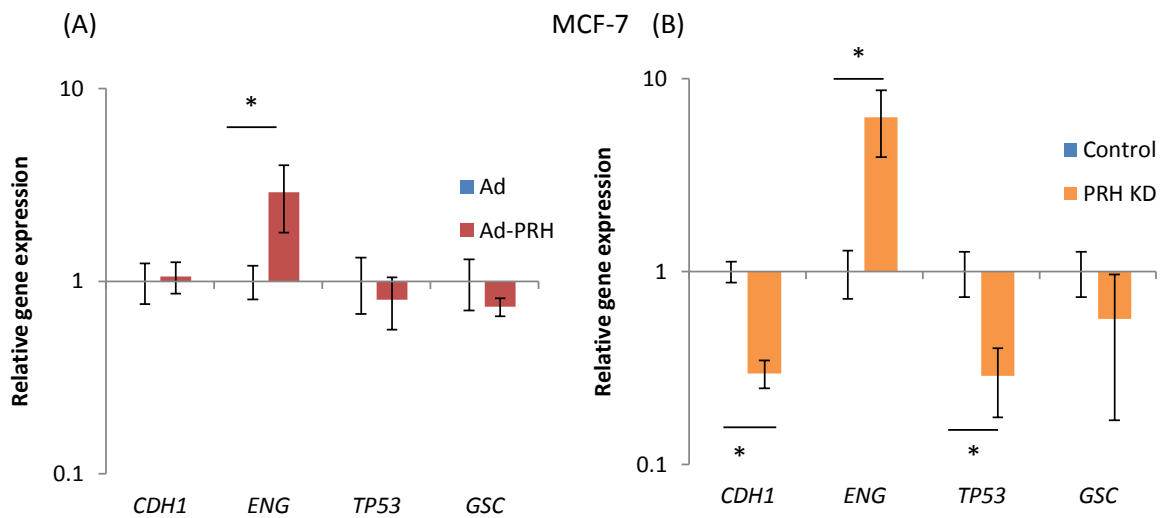 (A)
MCF-7
(B)
10
1
0.1
Relative gene expression
*
Ad
Ad-PRH
CDH1 ENG TP53 GSC
10
1
0.1
Relative gene expression
*
*
*
Control
PRH KD
CDH1 ENG TP53 GSC